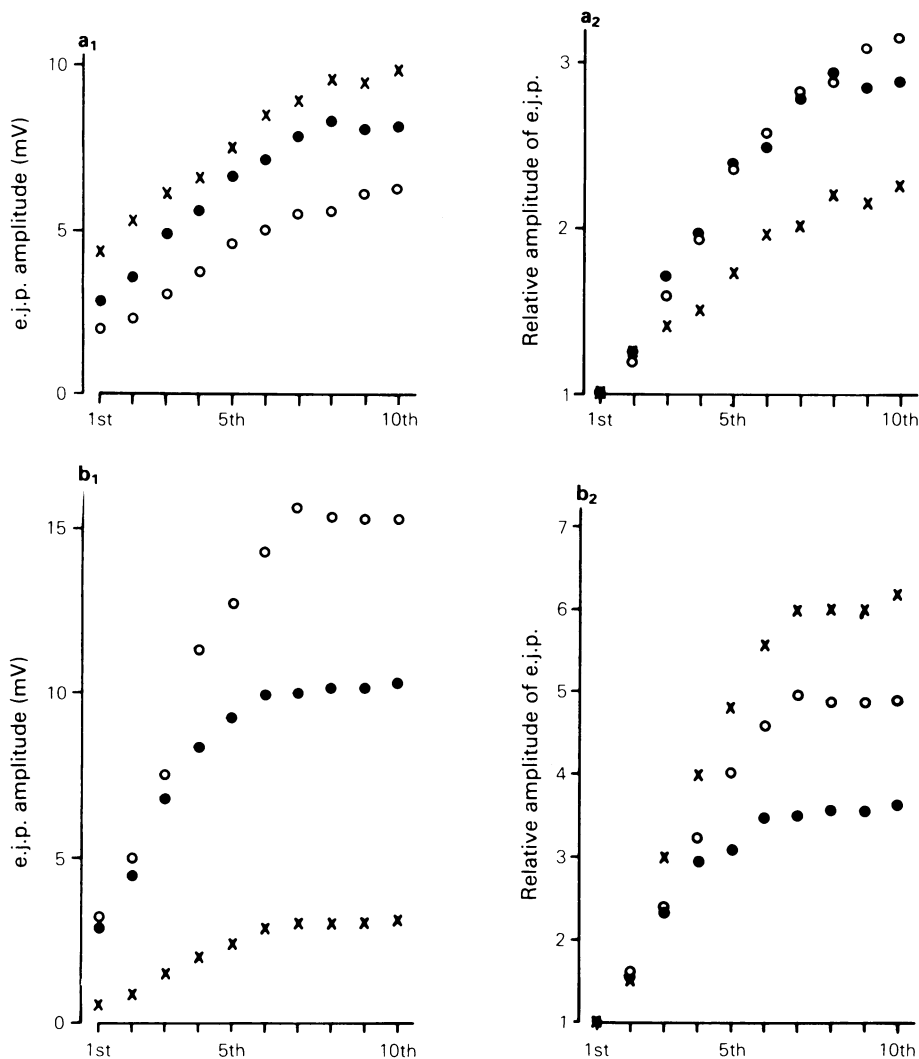 a₁
e.j.p. amplitude (mV)
10
5
0
1st 5th 10th
a₂
Relative amplitude of e.j.p.
3
2
1
1st 5th 10th
b₁
e.j.p. amplitude (mV)
15
10
5
0
1st 5th 10th
b₂
Relative amplitude of e.j.p.
7
6
5
4
3
2
1
1st 5th 10th